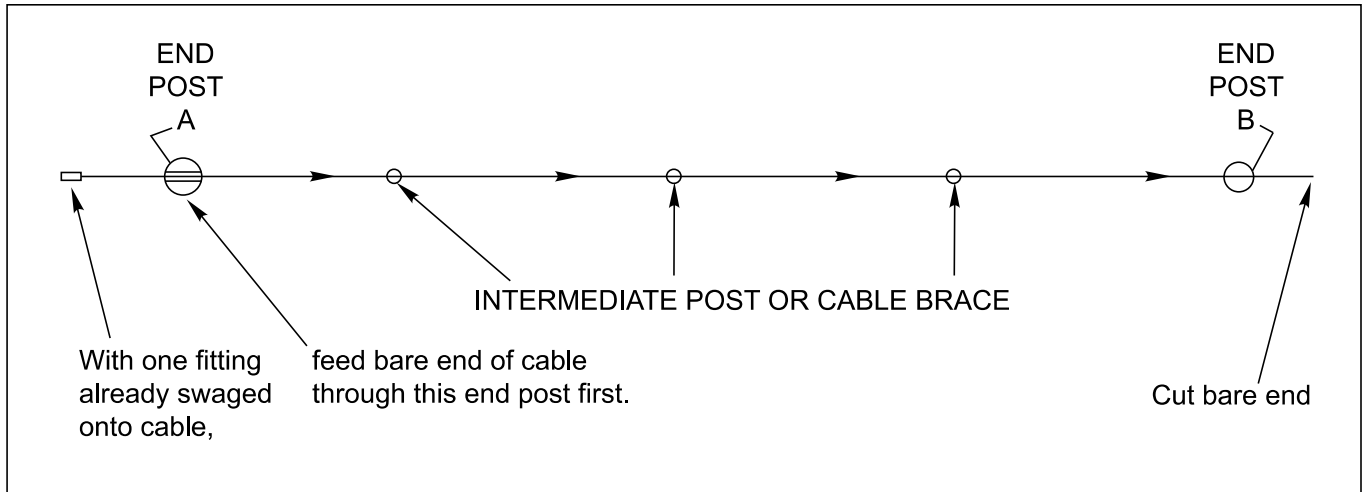 END
POST
A
END
POST
B
INTERMEDIATE POST OR CABLE BRACE
With one fitting
already swaged
onto cable,
feed bare end of cable
through this end post first.
Cut bare end